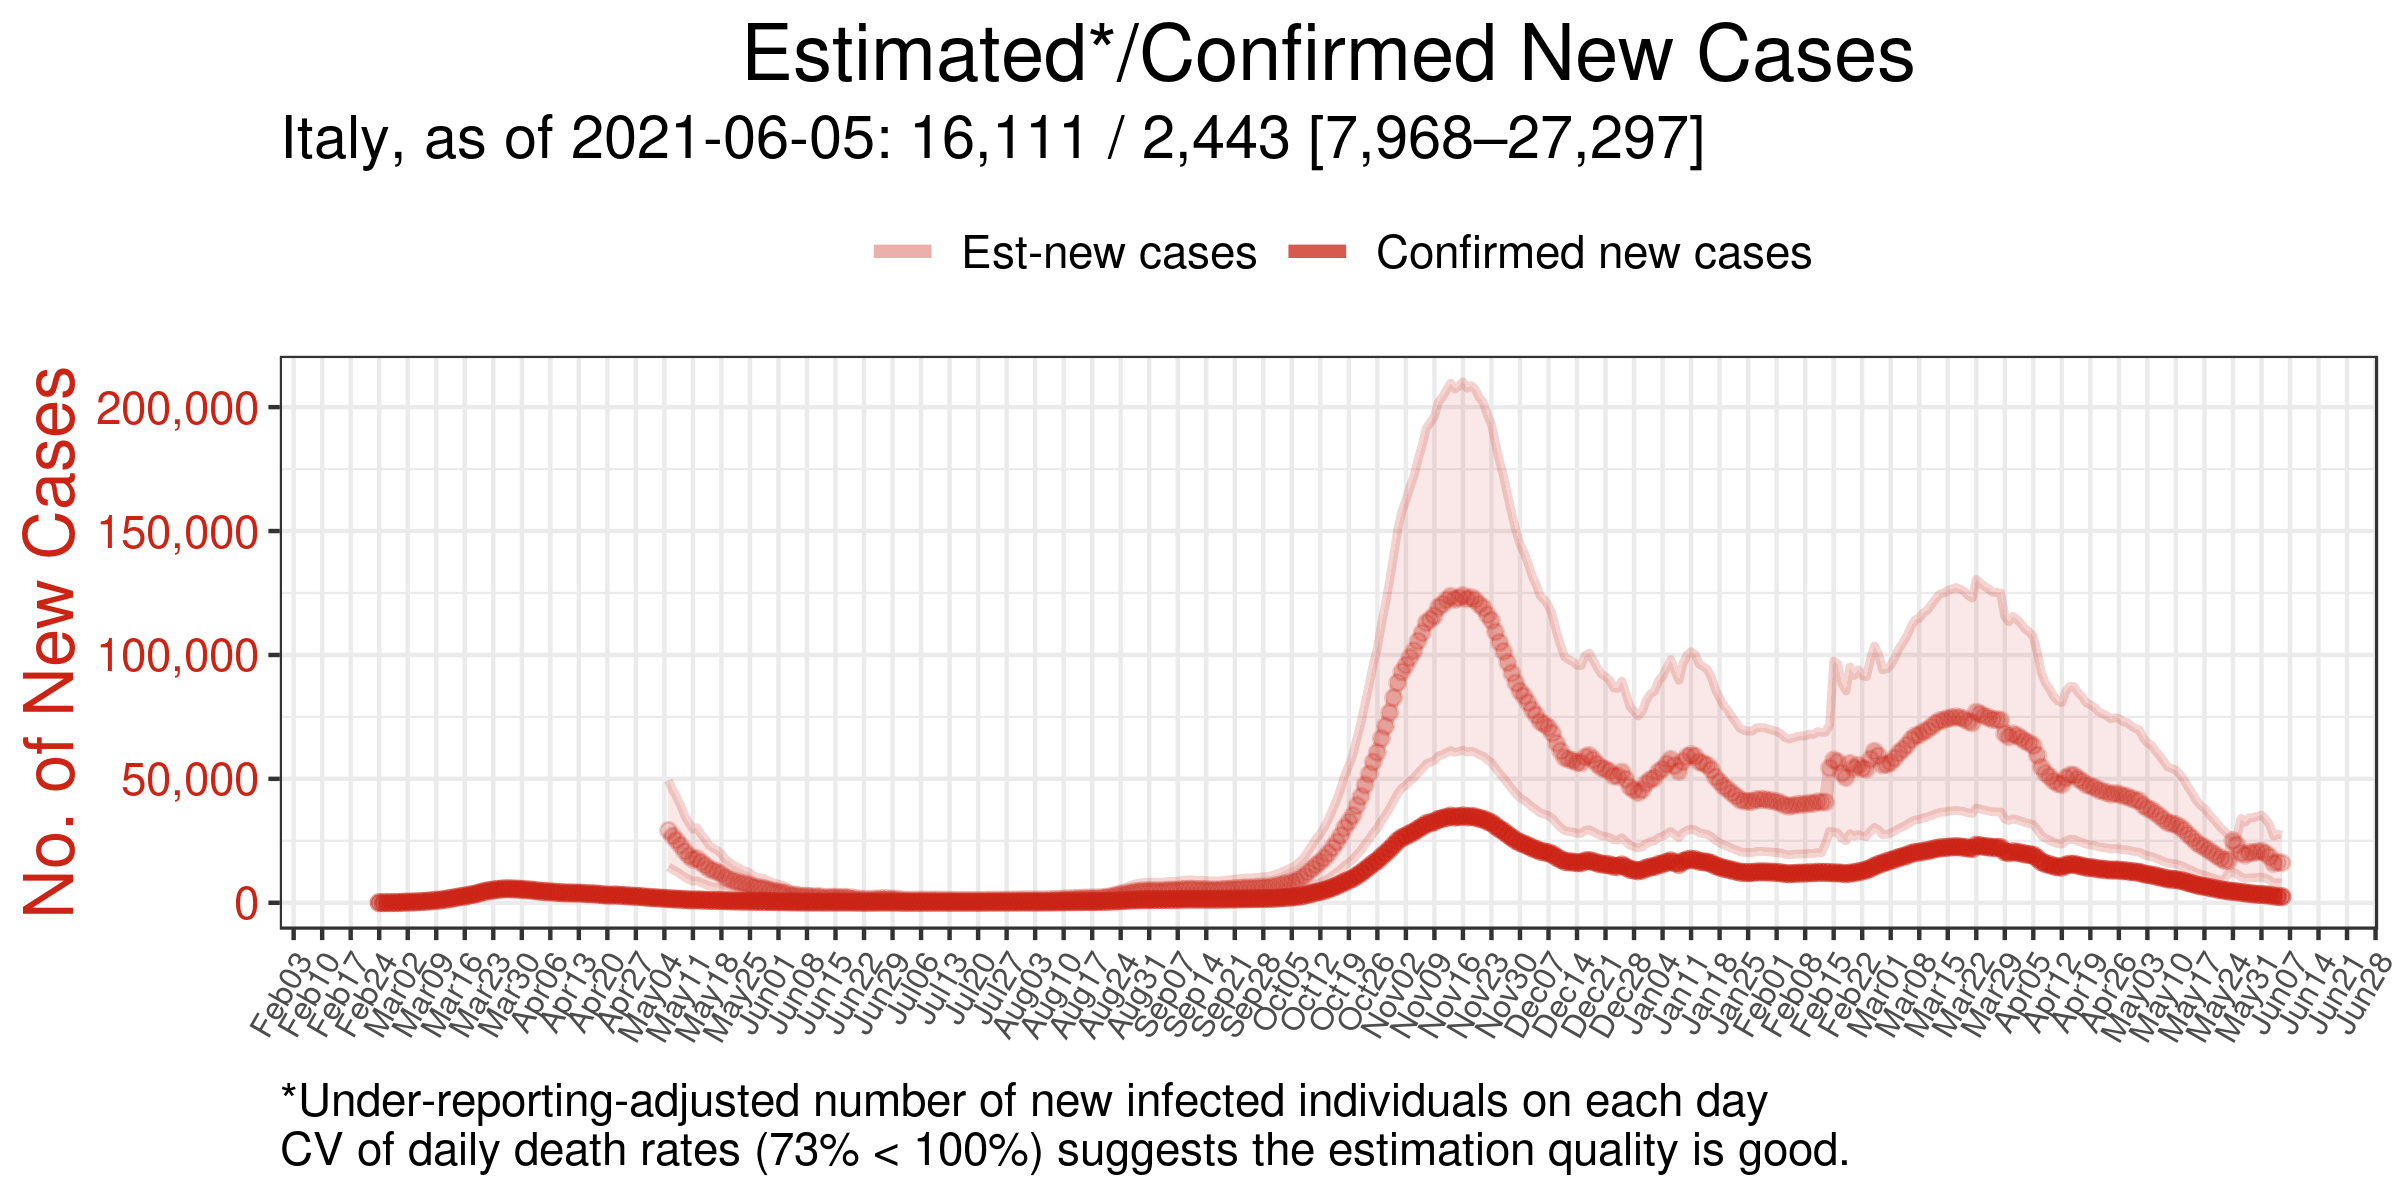 Estimated*/Confirmed New Cases
Italy, as of 2021-06-05: 16,111 / 2,443 [7,968–27,297]
Est-new cases Confirmed new cases
No. of New Cases
200,000
150,000
100,000
50,000
0
Feb03 Feb10 Feb17 Feb24 Mar02 Mar09 Mar16 Mar23 Mar30 Apr06 Apr13 Apr20 Apr27 May04 May11 May18 May25 Jun01 Jun08 Jun15 Jun22 Jun29 Jul06 Jul13 Jul20 Jul27 Aug03 Aug10 Aug17 Aug24 Aug31 Sep07 Sep14 Sep21 Sep28 Oct05 Oct12 Oct19 Oct26 Nov02 Nov09 Nov16 Nov23 Nov30 Dec07 Dec14 Dec21 Dec28 Jan04 Jan11 Jan18 Jan25 Feb01 Feb08 Feb15 Feb22 Mar01 Mar08 Mar15 Mar22 Mar29 Apr05 Apr12 Apr19 Apr26 May03 May10 May17 May24 May31 Jun07 Jun14 Jun21 Jun28
*Under-reporting-adjusted number of new infected individuals on each day
CV of daily death rates (73% < 100%) suggests the estimation quality is good.